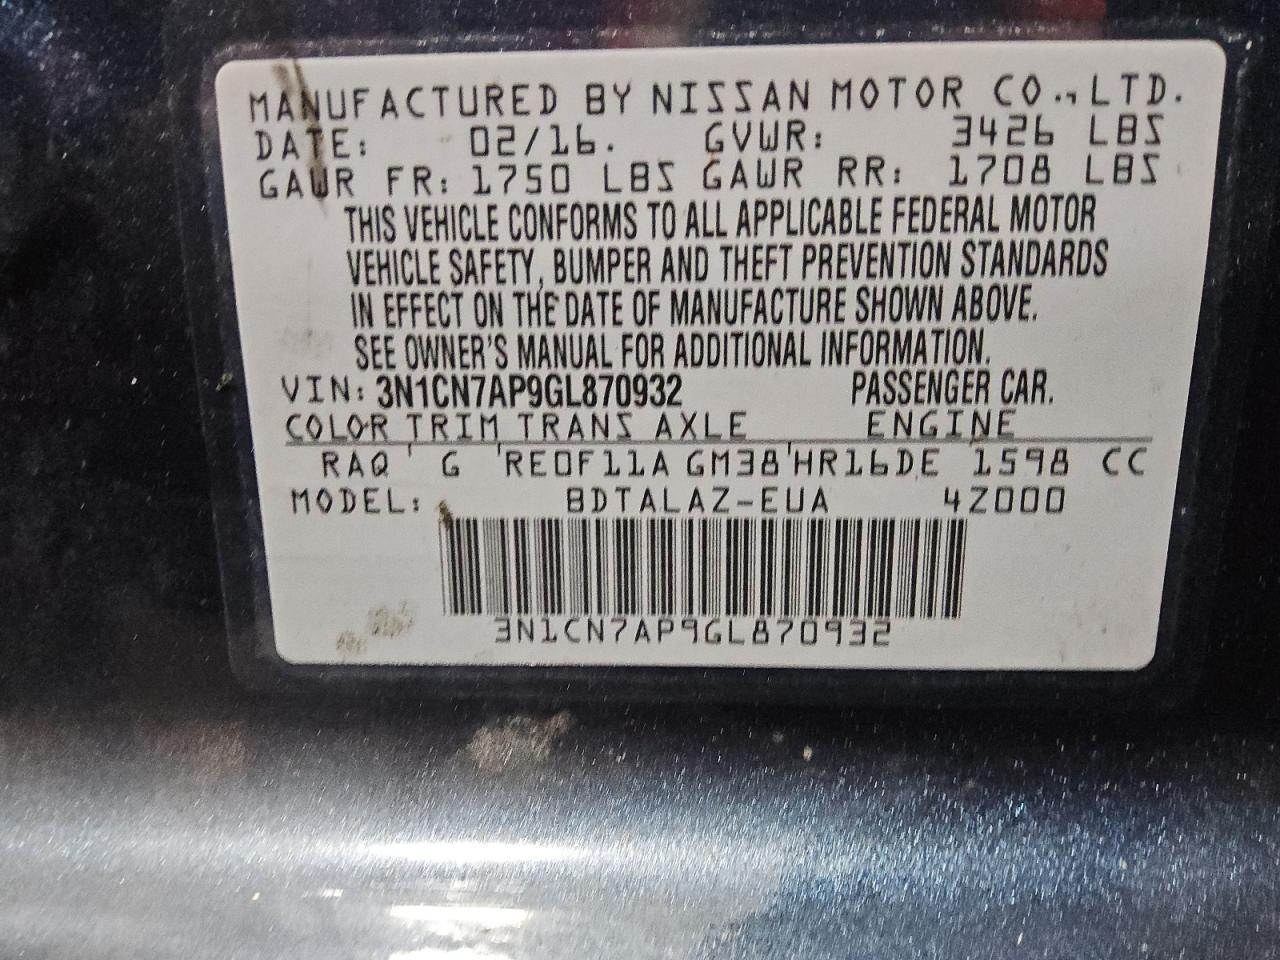 MANUFACTURED BY NISSAN MOTOR CO., LTD.
DATE: 02/16. GVWR: 3426 LBS
GAWR FR: 1750 LBS GAWR RR: 1708 LBS
THIS VEHICLE CONFORMS TO ALL APPLICABLE FEDERAL MOTOR
VEHICLE SAFETY, BUMPER AND THEFT PREVENTION STANDARDS
IN EFFECT ON THE DATE OF MANUFACTURE SHOWN ABOVE.
SEE OWNER'S MANUAL FOR ADDITIONAL INFORMATION.
VIN: 3N1CN7AP9GL870932 PASSENGER CAR.
COLOR TRIM TRANS AXLE ENGINE
RAQ G RE0F11A GM38 HR16DE 1598 CC
MODEL: BDTALAZ-EUA 4Z000
3N1CN7AP9GL870932